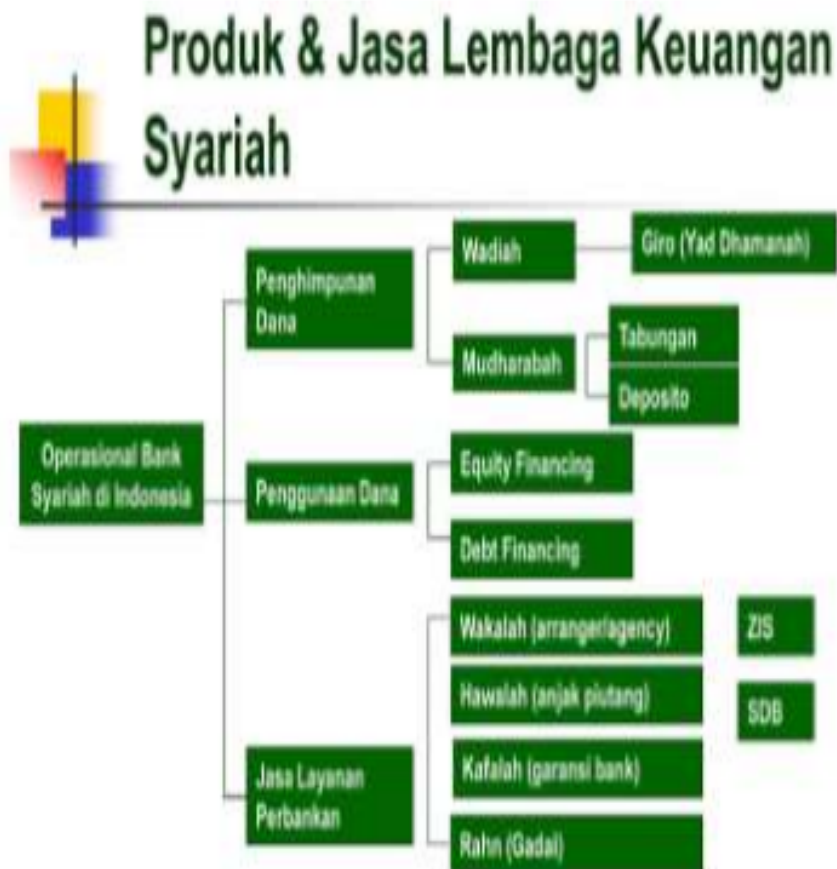 Produk & Jasa Lembaga Keuangan
Syariah
Wadiah
Giro (Yad Dhamanah)
Penghimpunan
Dana
Mudharabah
Tabungan
Deposito
Operasional Bank
Syariah di Indonesia
Penggunaan Dana
Equity Financing
Debt Financing
Wakalah (arranger/agency)
ZIS
Hawalah (anjak piutang)
SDB
Jasa Layanan
Perbankan
Kafalah (garansi bank)
Rahn (Gadai)